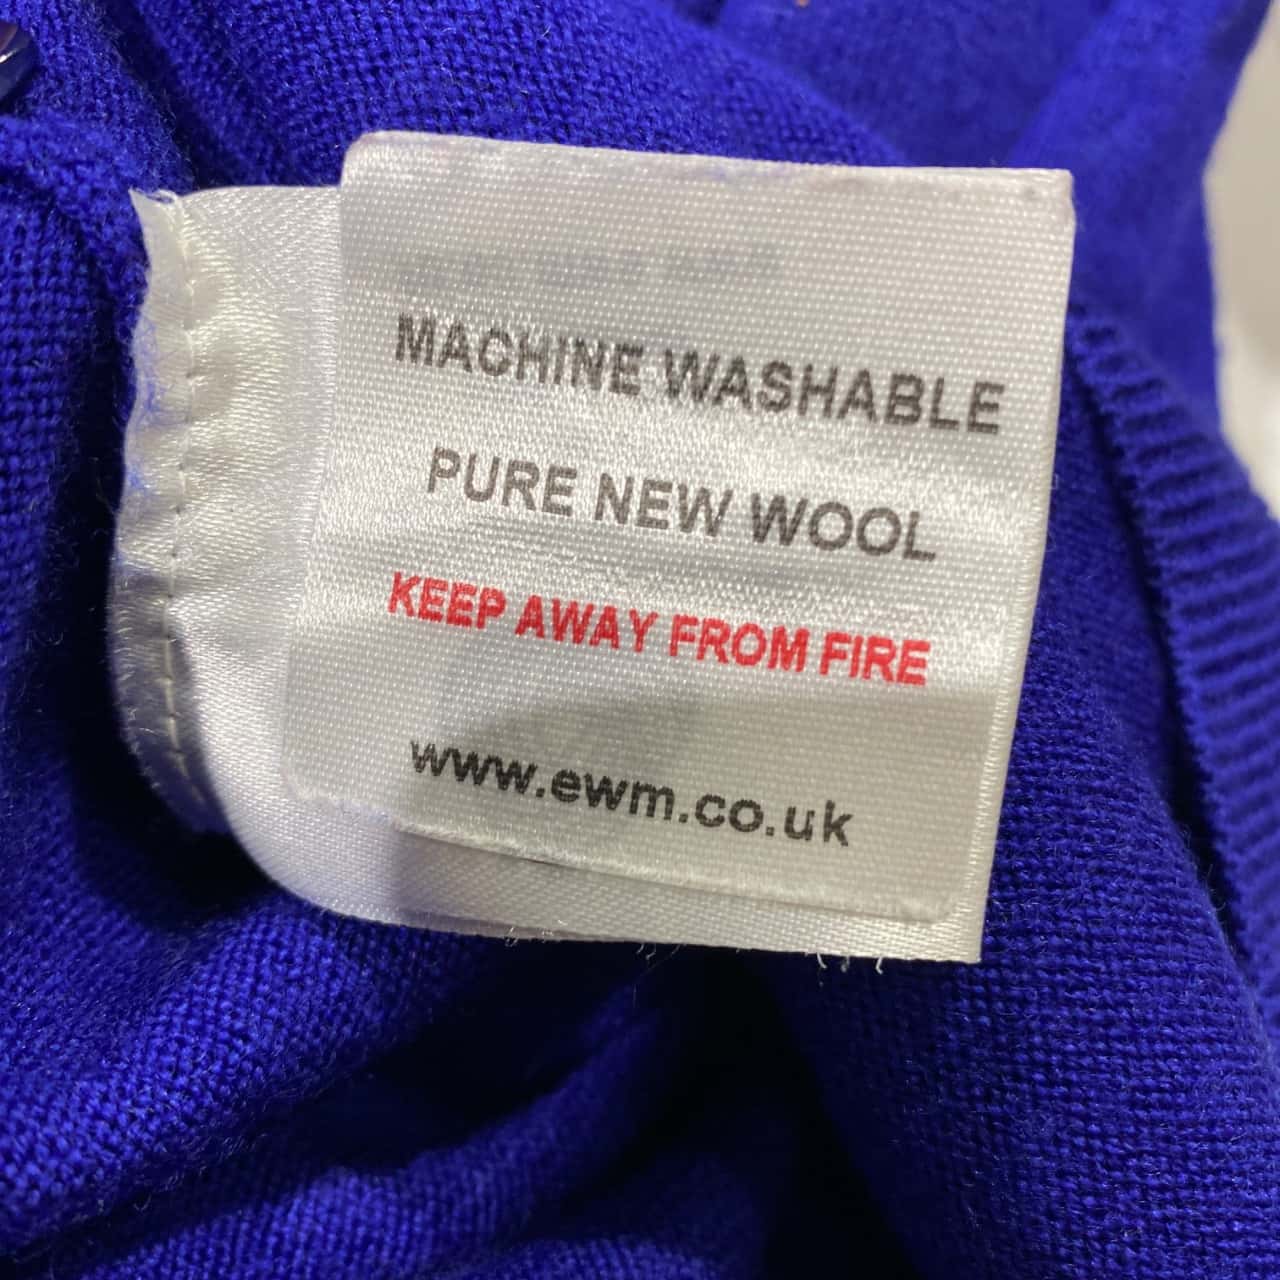 MACHINE WASHABLE
PURE NEW WOOL
KEEP AWAY FROM FIRE
www.ewm.co.uk